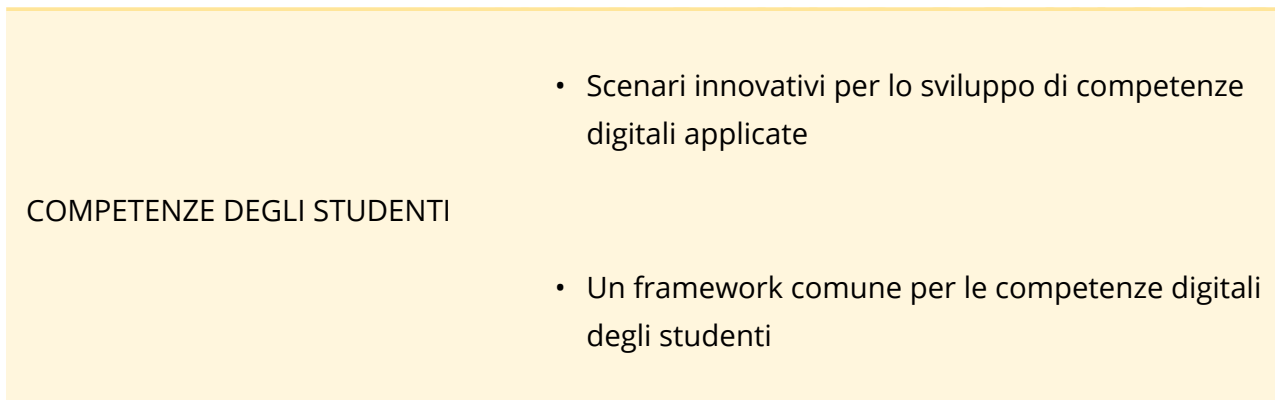 COMPETENZE DEGLI STUDENTI
• Scenari innovativi per lo sviluppo di competenze
digitali applicate
• Un framework comune per le competenze digitali
degli studenti